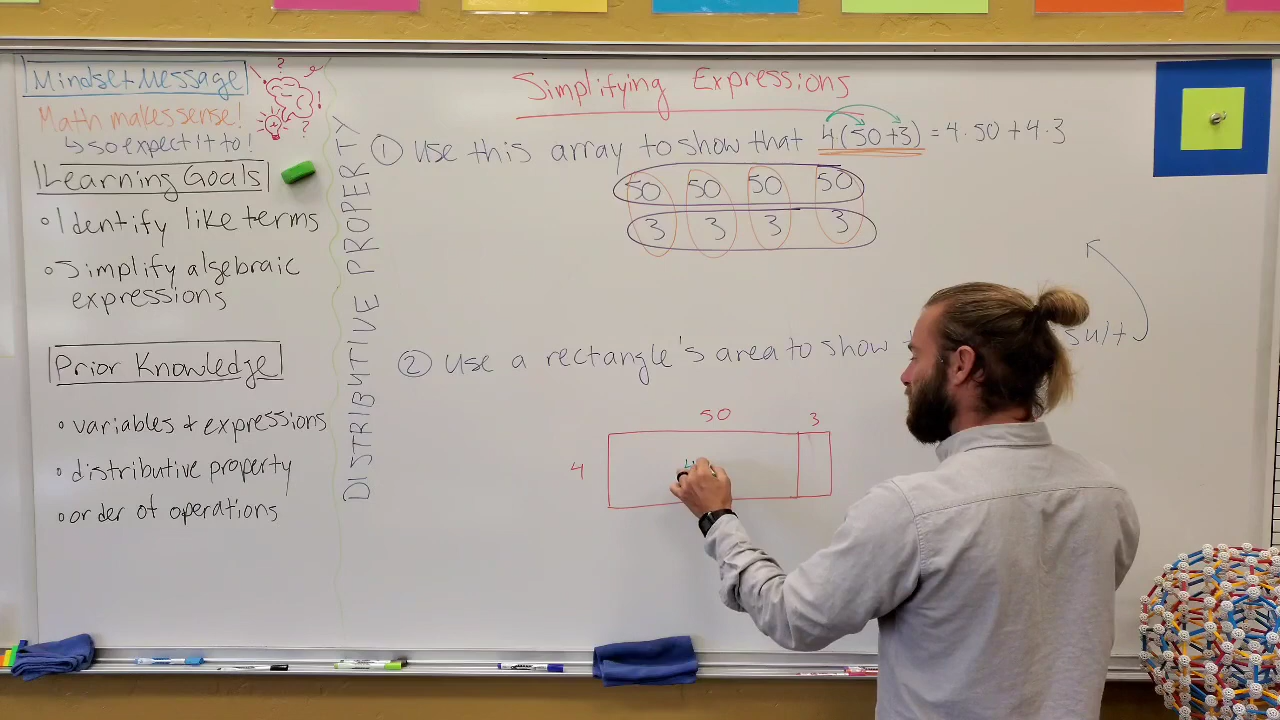 Mindset Message
Math makes sense!
↳ so expect it to!
Learning Goals
• Identify like terms
• Simplify algebraic
expressions
Prior Knowledge
• variables + expressions
• distributive property
• order of operations
DISTRIBUTIVE PROPERTY
Simplifying Expressions
① Use this array to show that 4(50+3) = 4·50+4·3
50 50 50 50
3 3 3 3
② Use a rectangle's area to show
50 3
4
4